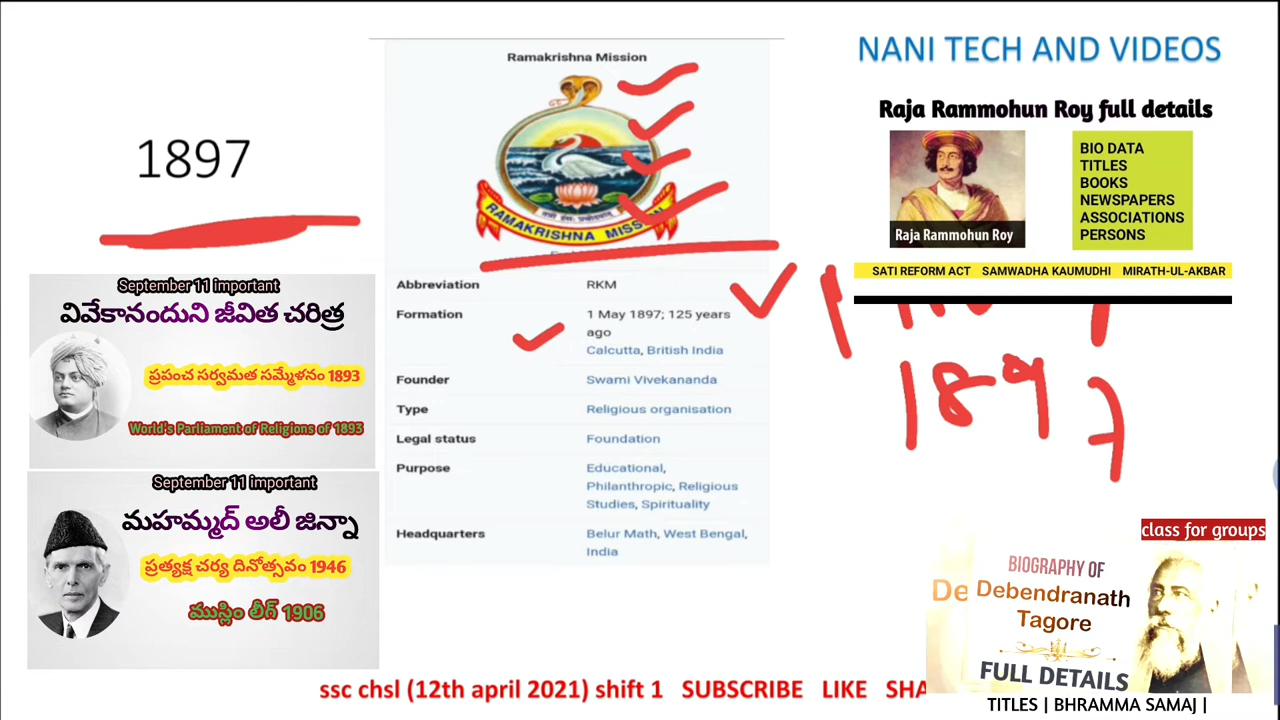 NANI TECH AND VIDEOS
1897
Ramakrishna Mission
RAMAKRISHNA MISSION
Abbreviation RKM
Formation 1 May 1897; 125 years
ago
Calcutta, British India
Founder Swami Vivekananda
Type Religious organisation
Legal status Foundation
Purpose Educational,
Philanthropic, Religious
Studies, Spirituality
Headquarters Belur Math, West Bengal,
India
September 11 important
వివేకానందుని జీవిత చరిత్ర
ప్రపంచ సర్వమత సమ్మేళనం 1893
World's Parliament of Religions of 1893
September 11 important
మహమ్మద్ అలీ జిన్నా
ప్రత్యక్ష చర్య దినోత్సవం 1946
ముస్లిం లీగ్ 1906
Raja Rammohun Roy full details
Raja Rammohun Roy
BIO DATA
TITLES
BOOKS
NEWSPAPERS
ASSOCIATIONS
PERSONS
SATI REFORM ACT SAMWADHA KAUMUDHI MIRATH-UL-AKBAR
1897
class for groups
BIOGRAPHY OF
De Debendranath
Tagore
FULL DETAILS
TITLES | BHRAMMA SAMAJ |
ssc chsl (12th april 2021) shift 1 SUBSCRIBE LIKE SHA